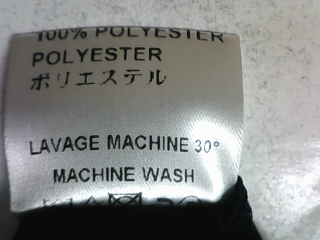 100% POLYESTER
POLYESTER
ポリエステル
LAVAGE MACHINE 30°
MACHINE WASH